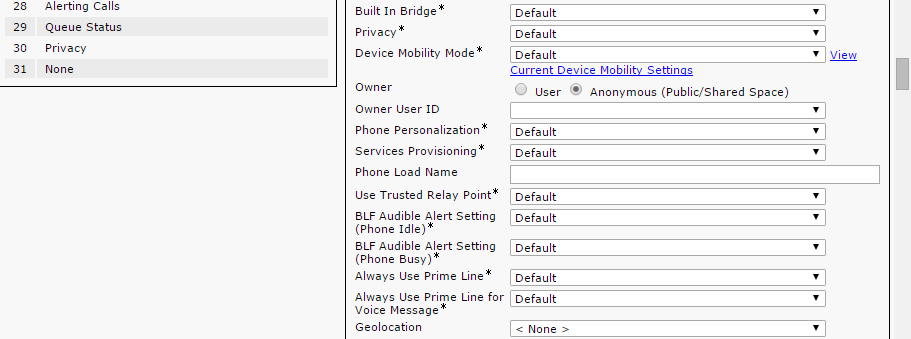 28 Alerting Calls
29 Queue Status
30 Privacy
31 None
Built In Bridge* Default
Privacy* Default
Device Mobility Mode* Default View
Current Device Mobility Settings
Owner User Anonymous (Public/Shared Space)
Owner User ID
Phone Personalization* Default
Services Provisioning* Default
Phone Load Name
Use Trusted Relay Point* Default
BLF Audible Alert Setting Default
(Phone Idle)*
BLF Audible Alert Setting Default
(Phone Busy)*
Always Use Prime Line* Default
Always Use Prime Line for Default
Voice Message*
Geolocation < None >